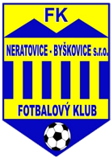 FK
NERATOVICE - BYŠKOVICE s.r.o.
FOTBALOVÝ KLUB